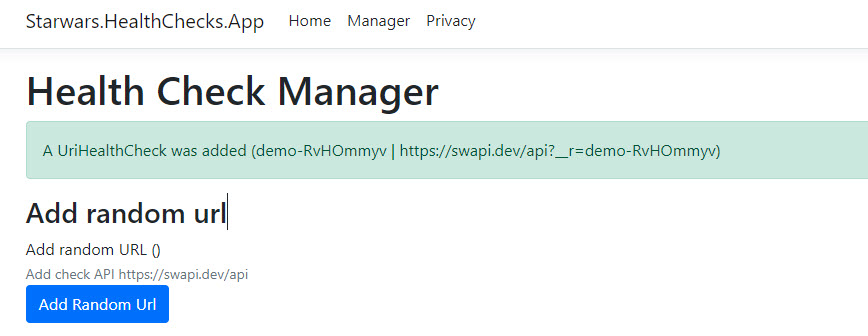 Starwars.HealthChecks.App Home Manager Privacy
Health Check Manager
A UriHealthCheck was added (demo-RvHOmmyv | https://swapi.dev/api?__r=demo-RvHOmmyv)
Add random url
Add random URL ()
Add check API https://swapi.dev/api
Add Random Url